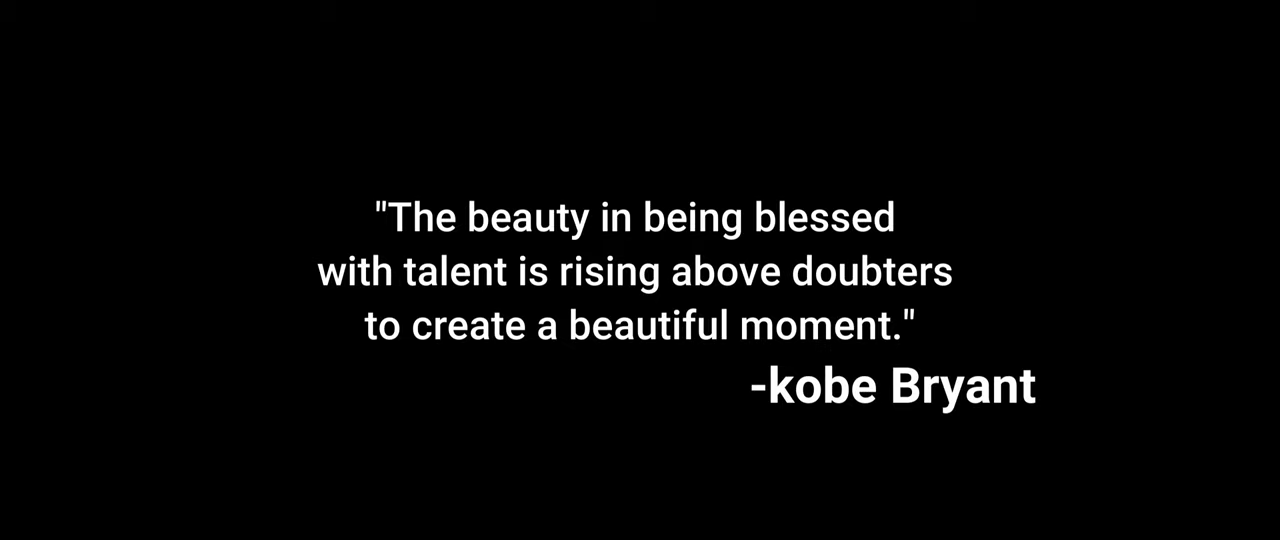 "The beauty in being blessed
with talent is rising above doubters
to create a beautiful moment."
-kobe Bryant